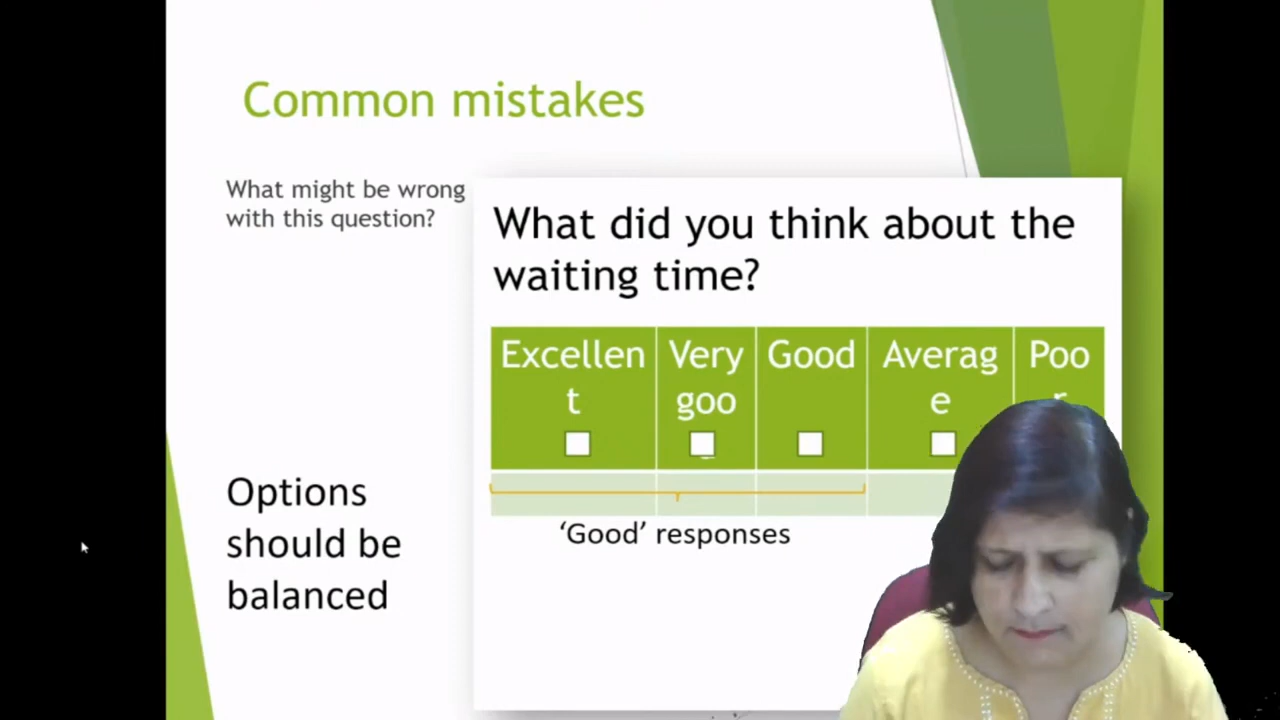 Common mistakes
What might be wrong
with this question?
What did you think about the
waiting time?
Excellen Very Good Averag Poo
t goo e r
Options
should be
balanced
‘Good’ responses